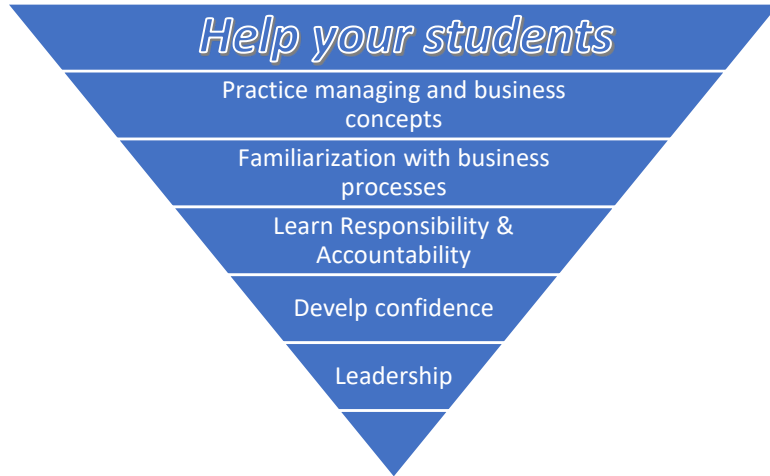 Help your students
Practice managing and business
concepts
Familiarization with business
processes
Learn Responsibility &
Accountability
Develp confidence
Leadership